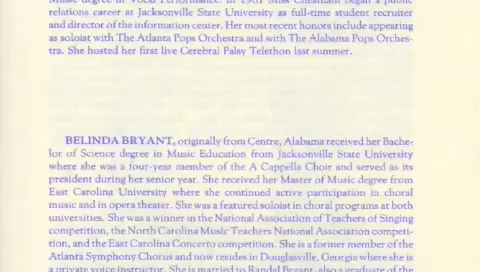 Music degree in Vocal Performance. In 1981 Miss Cheatham began a public
relations career at Jacksonville State University as full-time student recruiter
and director of the information center. Her most recent honors include appearing
as soloist with The Atlanta Pops Orchestra and with The Alabama Pops Orches-
tra. She hosted her first live Cerebral Palsy Telethon last summer.
BELINDA BRYANT, originally from Centre, Alabama received her Bache-
lor of Science degree in Music Education from Jacksonville State University
where she was a four-year member of the A Cappella Choir and served as its
president during her senior year. She received her Master of Music degree from
East Carolina University where she continued active participation in choral
music and in opera theater. She was a featured soloist in choral programs at both
universities. She was a winner in the National Association of Teachers of Singing
competition, the North Carolina Music Teachers National Association competi-
tion, and the East Carolina Concerto competition. She is a former member of the
Atlanta Symphony Chorus and now resides in Douglasville, Georgia where she is
a private voice instructor. She is married to Randal Bryant, also a graduate of the